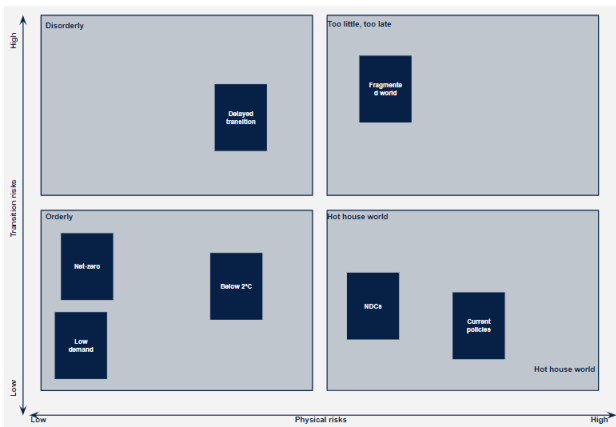 High
Transition risks
Low
Disorderly
Delayed
transition
Too little, too late
Fragmente
d world
Orderly
Net-zero
Below 2°C
Low
demand
Hot house world
NDCs
Current
policies
Hot house world
Low
Physical risks
High